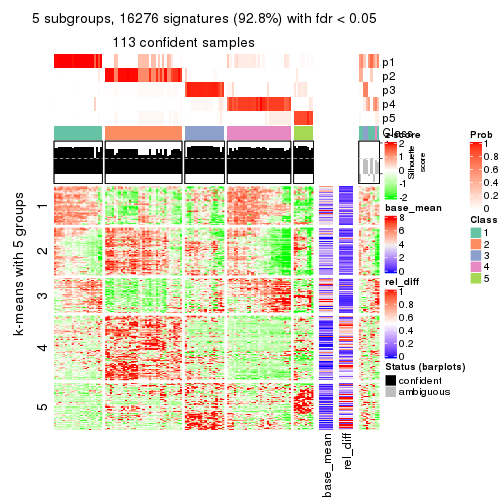 5 subgroups, 16276 signatures (92.8%) with fdr < 0.05
113 confident samples
p1
p2
p3
p4
p5
Class
Silhouette
score
1
2
3
4
5
k-means with 5 groups
base_mean
rel_diff
z-score
2
1
0
-1
-2
base_mean
8
6
4
2
0
rel_diff
1
0.8
0.6
0.4
0.2
0
Status (barplots)
confident
ambiguous
Prob
1
0.8
0.6
0.4
0.2
0
Class
1
2
3
4
5